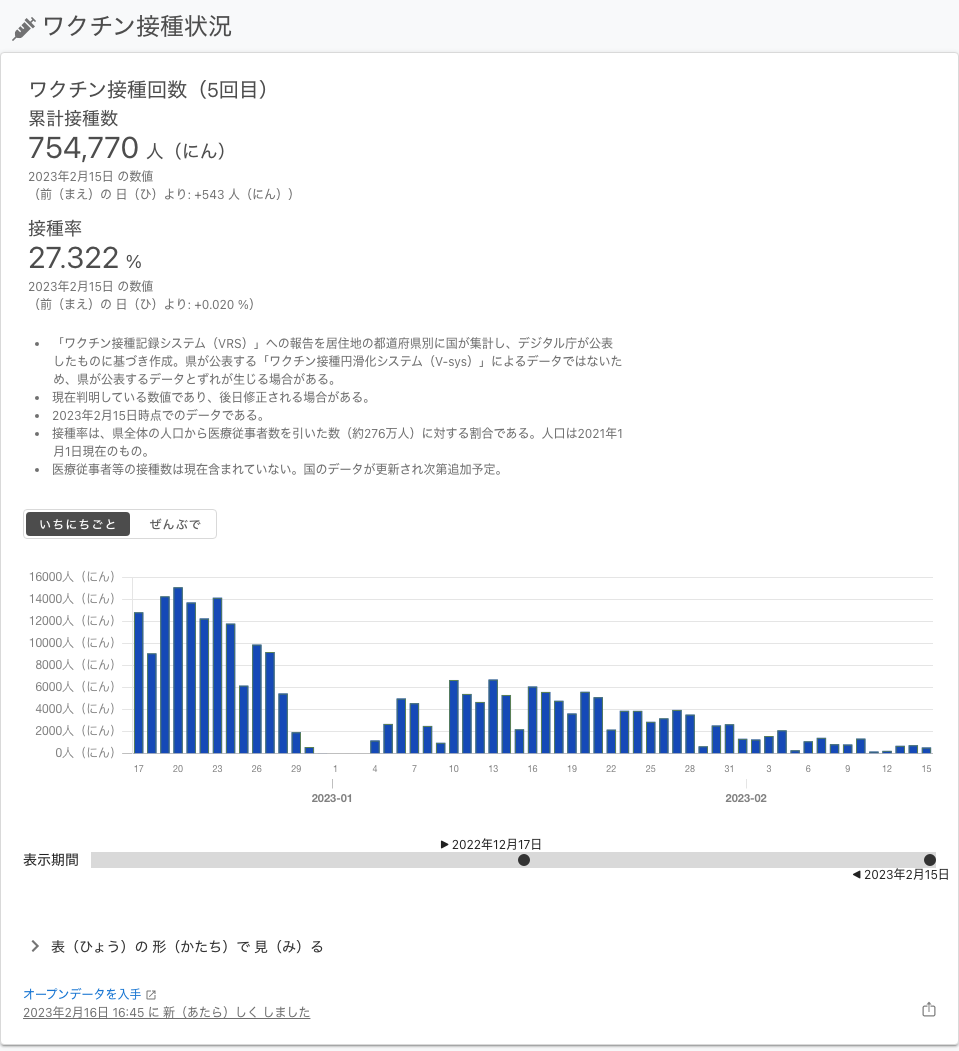 ワクチン接種状況
ワクチン接種回数（5回目）
累計接種数
754,770 人（にん）
2023年2月15日 の数値
（前（まえ）の 日（ひ）より: +543 人（にん））
接種率
27.322 %
2023年2月15日 の数値
（前（まえ）の 日（ひ）より: +0.020 %）
• 「ワクチン接種記録システム（VRS）」への報告を居住地の都道府県別に国が集計し、デジタル庁が公表
したものに基づき作成。県が公表する「ワクチン接種円滑化システム（V-sys）」によるデータではないた
め、県が公表するデータとずれが生じる場合がある。
• 現在判明している数値であり、後日修正される場合がある。
• 2023年2月15日時点でのデータである。
• 接種率は、県全体の人口から医療従事者数を引いた数（約276万人）に対する割合である。人口は2021年1
月1日現在のもの。
• 医療従事者等の接種数は現在含まれていない。国のデータが更新され次第追加予定。
いちにちごと ぜんぶで
16000人（にん）
14000人（にん）
12000人（にん）
10000人（にん）
8000人（にん）
6000人（にん）
4000人（にん）
2000人（にん）
0人（にん）
17 20 23 26 29 1 4 7 10 13 16 19 22 25 28 31 3 6 9 12 15
2023-01 2023-02
▶ 2022年12月17日
表示期間
◀ 2023年2月15日
表（ひょう）の 形（かたち）で 見（み）る
オープンデータを入手
2023年2月16日 16:45 に 新（あたら）しく しました